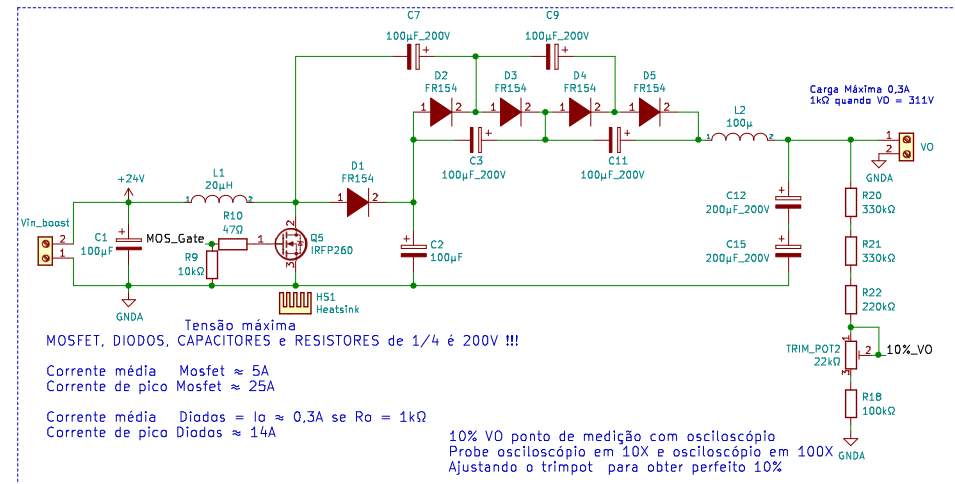 C7
100µF_200V
C9
100µF_200V
D2
FR154
D3
FR154
D4
FR154
D5
FR154
1 2 1 2 1 2 1 2
C3
100µF_200V
C11
100µF_200V
L2
100µ
1 2
Carga Máxima 0,3A
1kΩ quando VO = 311V
1
2
VO
GNDA
+24V
L1
20µH
1 2
D1
FR154
1 2
Vin_boost
2
1
C1
100µF
MOS_Gate
R10
47Ω
R9
10kΩ
1
2
3
Q5
IRFP260
C2
100µF
C12
200µF_200V
C15
200µF_200V
R20
330kΩ
R21
330kΩ
R22
220kΩ
GNDA
HS1
Heatsink
TRIM_POT2
22kΩ
1
2
3
10%_VO
R18
100kΩ
GNDA
Tensão máxima
MOSFET, DIODOS, CAPACITORES e RESISTORES de 1/4 é 200V !!!
Corrente média Mosfet ≈ 5A
Corrente de pico Mosfet ≈ 25A
Corrente média Diodos = Io ≈ 0,3A se Ro = 1kΩ
Corrente de pico Diodos ≈ 14A
10% VO ponto de medição com osciloscópio
Probe osciloscópio em 10X e osciloscópio em 100X
Ajustando o trimpot para obter perfeito 10%